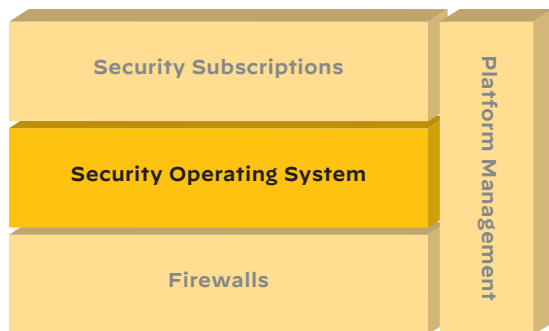 Security Subscriptions
Security Operating System
Firewalls
Platform Management